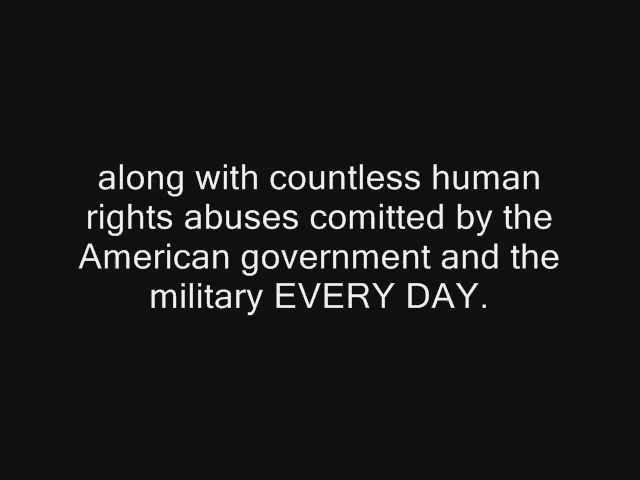 along with countless human
rights abuses comitted by the
American government and the
military EVERY DAY.